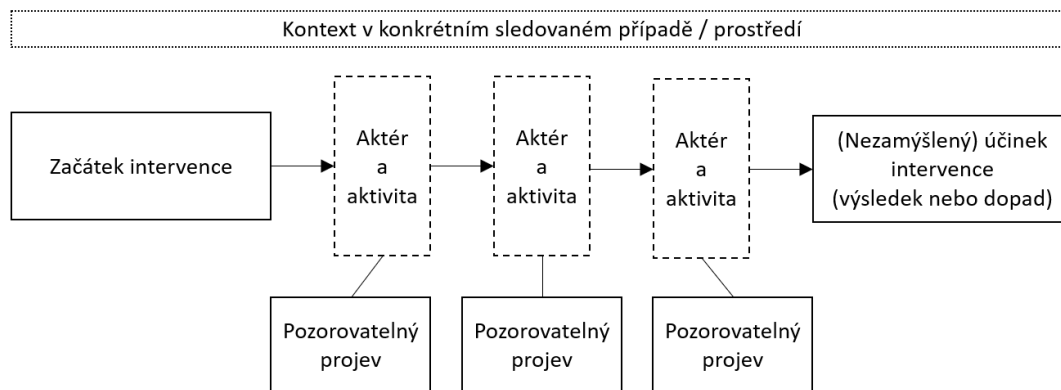 Kontext v konkrétním sledovaném případě / prostředí
Začátek intervence
Aktér
a
aktivita
Aktér
a
aktivita
Aktér
a
aktivita
(Nezamýšlený) účinek
intervence
(výsledek nebo dopad)
Pozorovatelný
projev
Pozorovatelný
projev
Pozorovatelný
projev